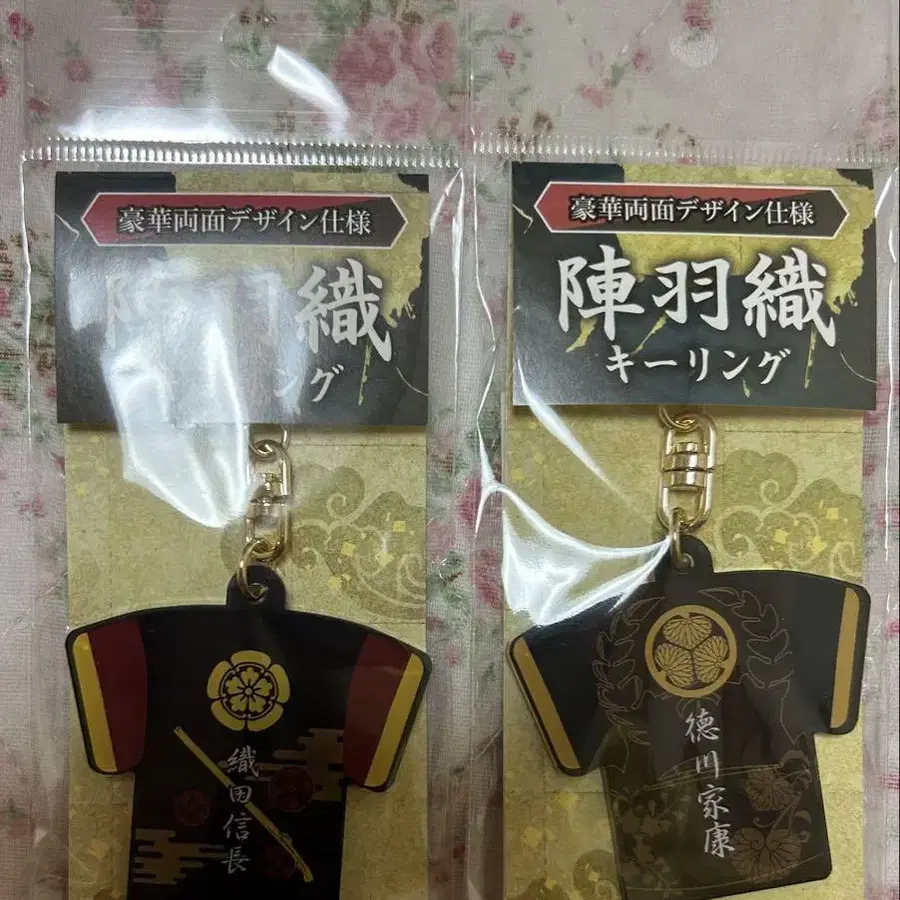 豪華両面デザイン仕様
陣羽織
ング
織田信長
豪華両面デザイン仕様
陣羽織
キーリング
徳川家康